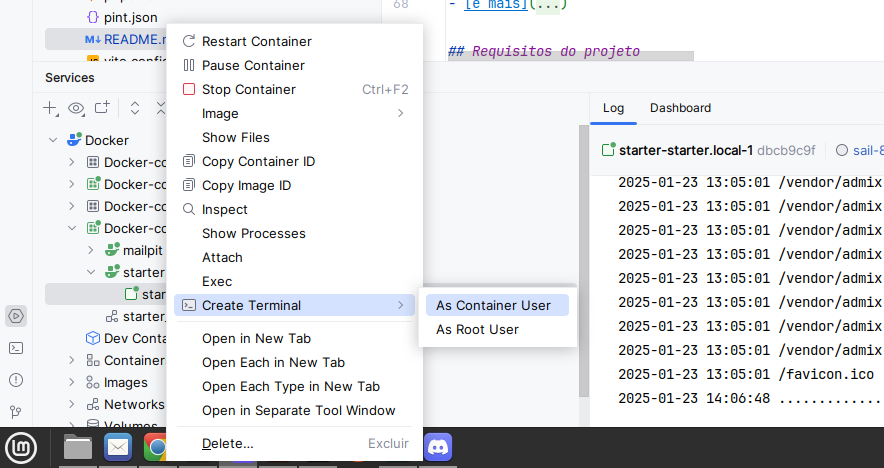 pint.json
README.
68
- [e mais](...)
## Requisitos do projeto
Services
Docker
Docker-co
Docker-co
Docker-co
Docker-co
mailpit
starter
star
starter
Dev Conta
Container
Images
Networks
Volumes
Restart Container
Pause Container
Stop Container Ctrl+F2
Image
Show Files
Copy Container ID
Copy Image ID
Inspect
Show Processes
Attach
Exec
Create Terminal
Open in New Tab
Open Each in New Tab
Open Each Type in New Tab
Open in Separate Tool Window
Delete... Excluir
As Container User
As Root User
Log Dashboard
starter-starter.local-1 dbcb9c9f sail-8
2025-01-23 13:05:01 /vendor/admix
2025-01-23 13:05:01 /vendor/admix
2025-01-23 13:05:01 /vendor/admix
2025-01-23 13:05:01 /vendor/admix
2025-01-23 13:05:01 /vendor/admix
2025-01-23 13:05:01 /vendor/admix
2025-01-23 13:05:01 /vendor/admix
2025-01-23 13:05:01 /vendor/admix
2025-01-23 13:05:01 /favicon.ico
2025-01-23 14:06:48 .............